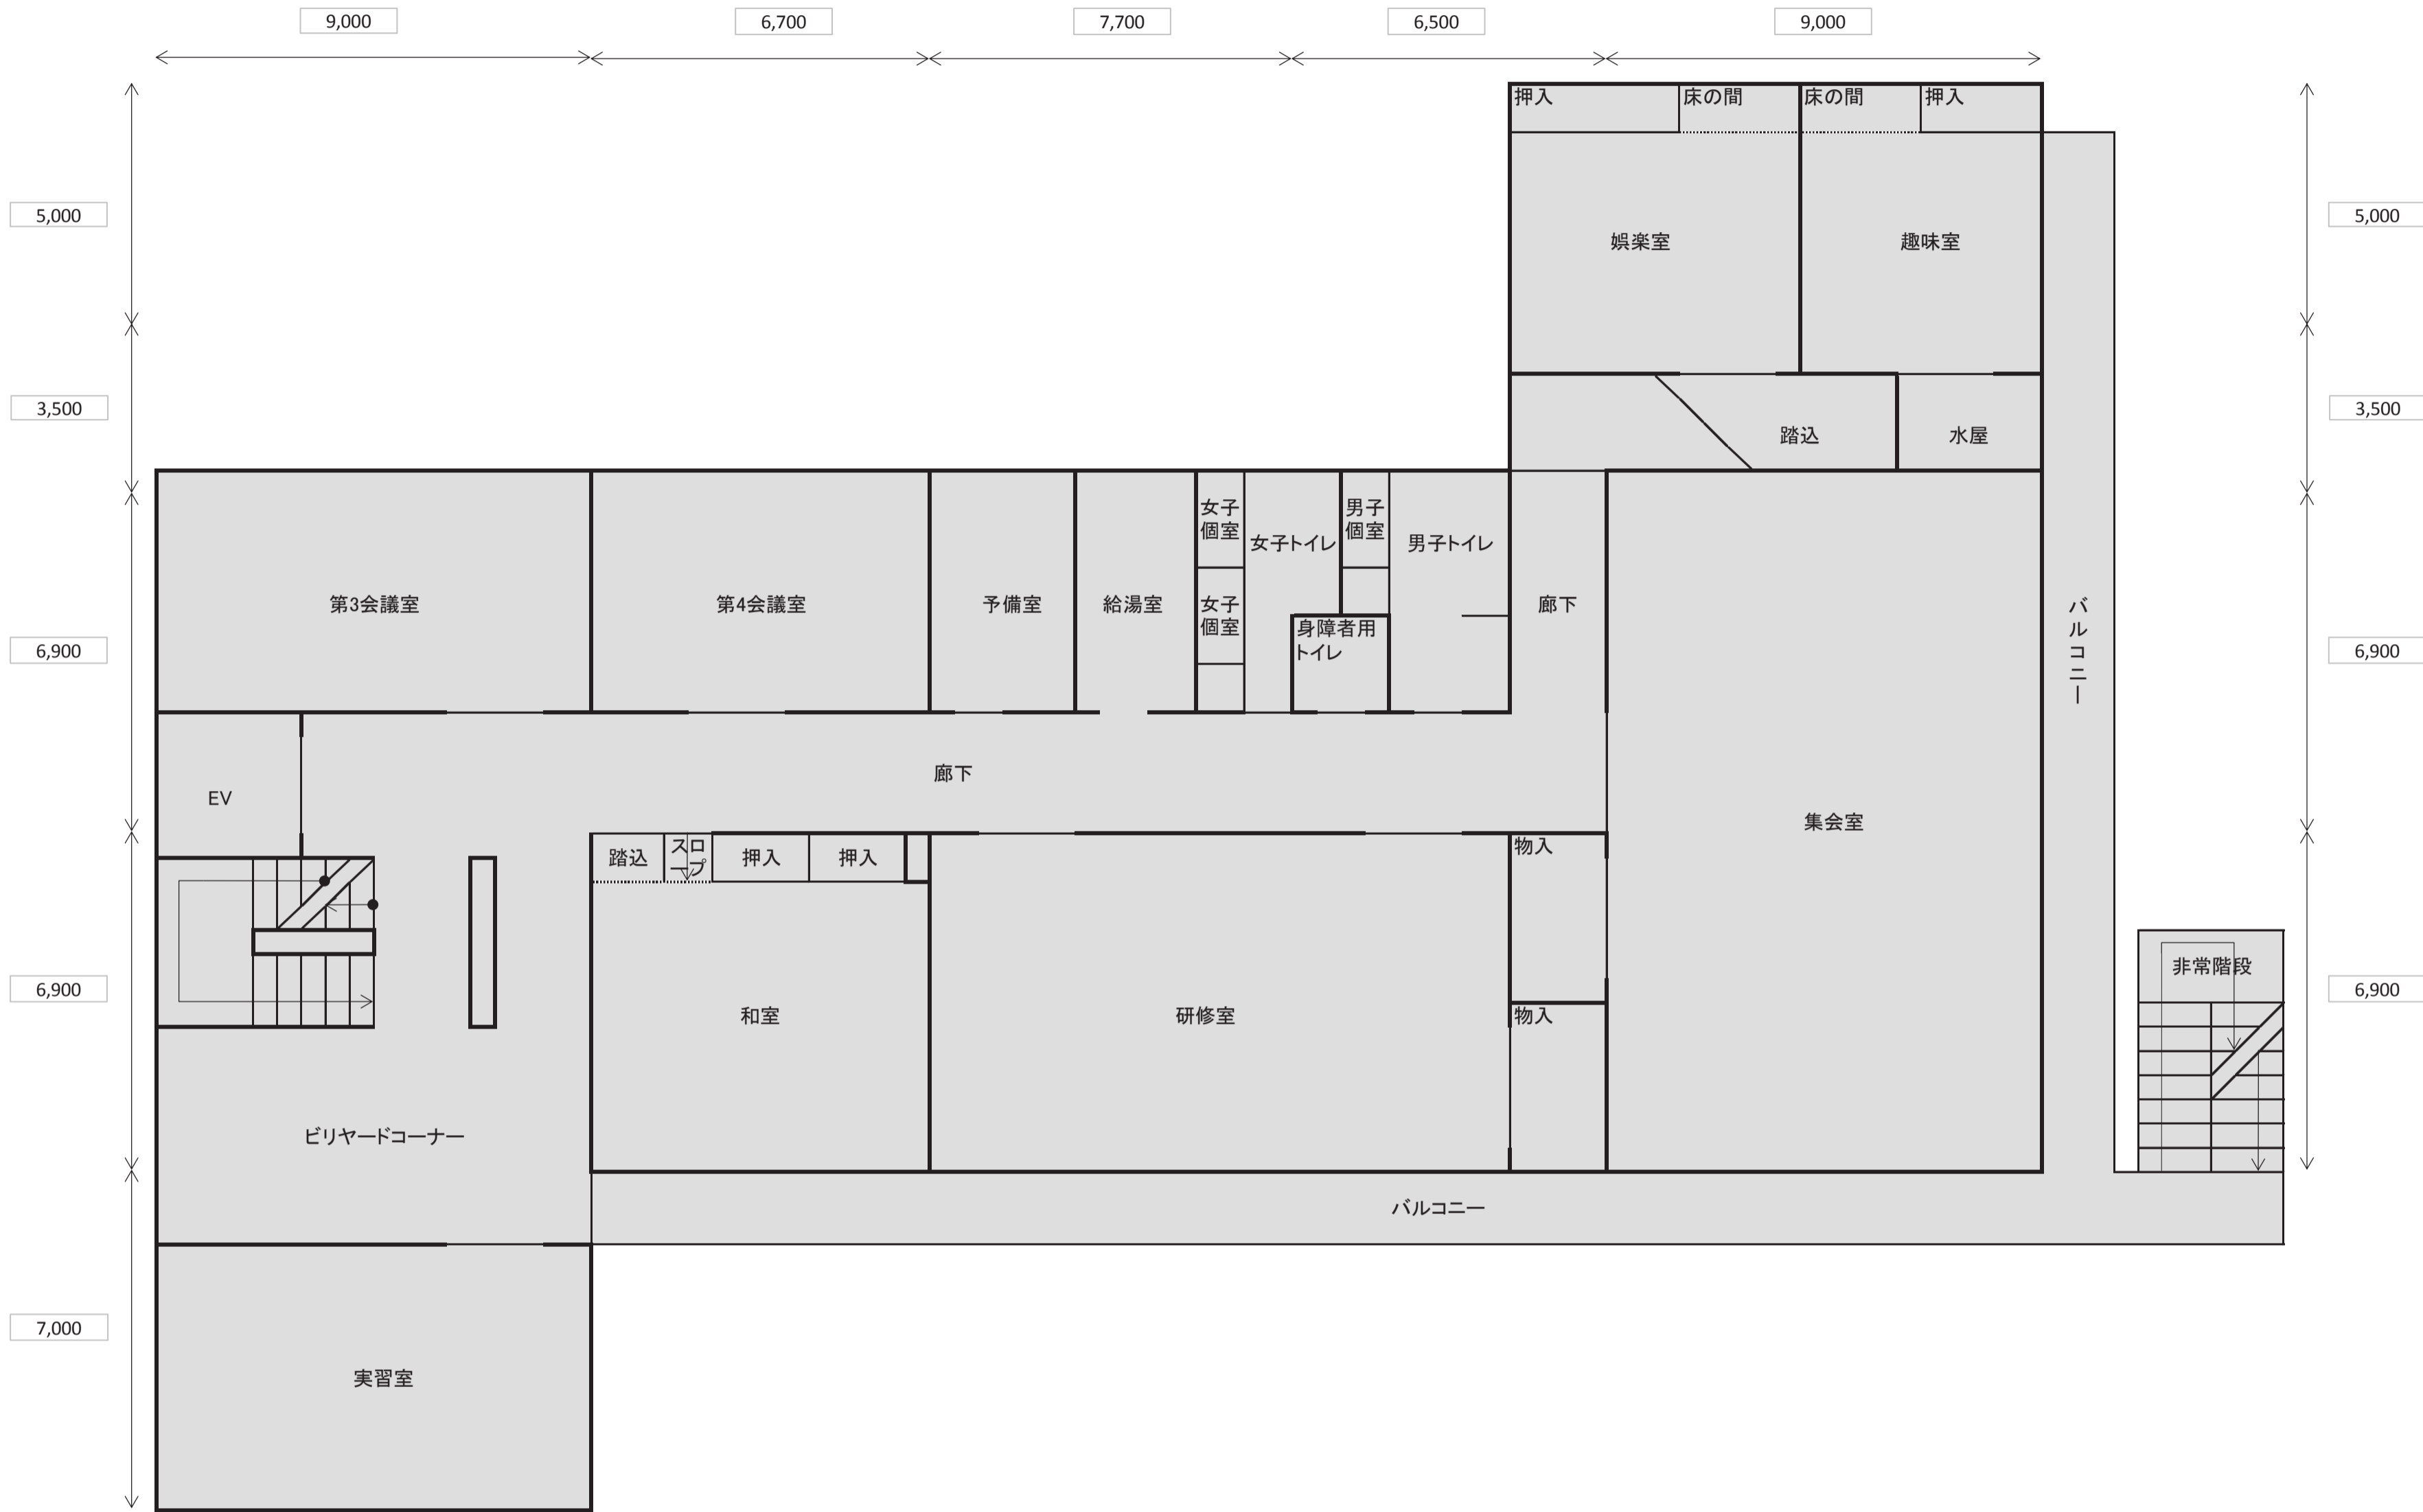 9,000
6,700
7,700
6,500
9,000
押入
床の間
床の間
押入
5,000
5,000
娯楽室
趣味室
3,500
3,500
踏込
水屋
女子
個室
男子
個室
女子トイレ
男子トイレ
第3会議室
第4会議室
予備室
給湯室
女子
個室
身障者用
トイレ
廊下
バルコニー
6,900
6,900
廊下
EV
集会室
踏込
スロープ
押入
押入
物入
非常階段
6,900
6,900
和室
研修室
物入
ビリヤードコーナー
バルコニー
7,000
実習室